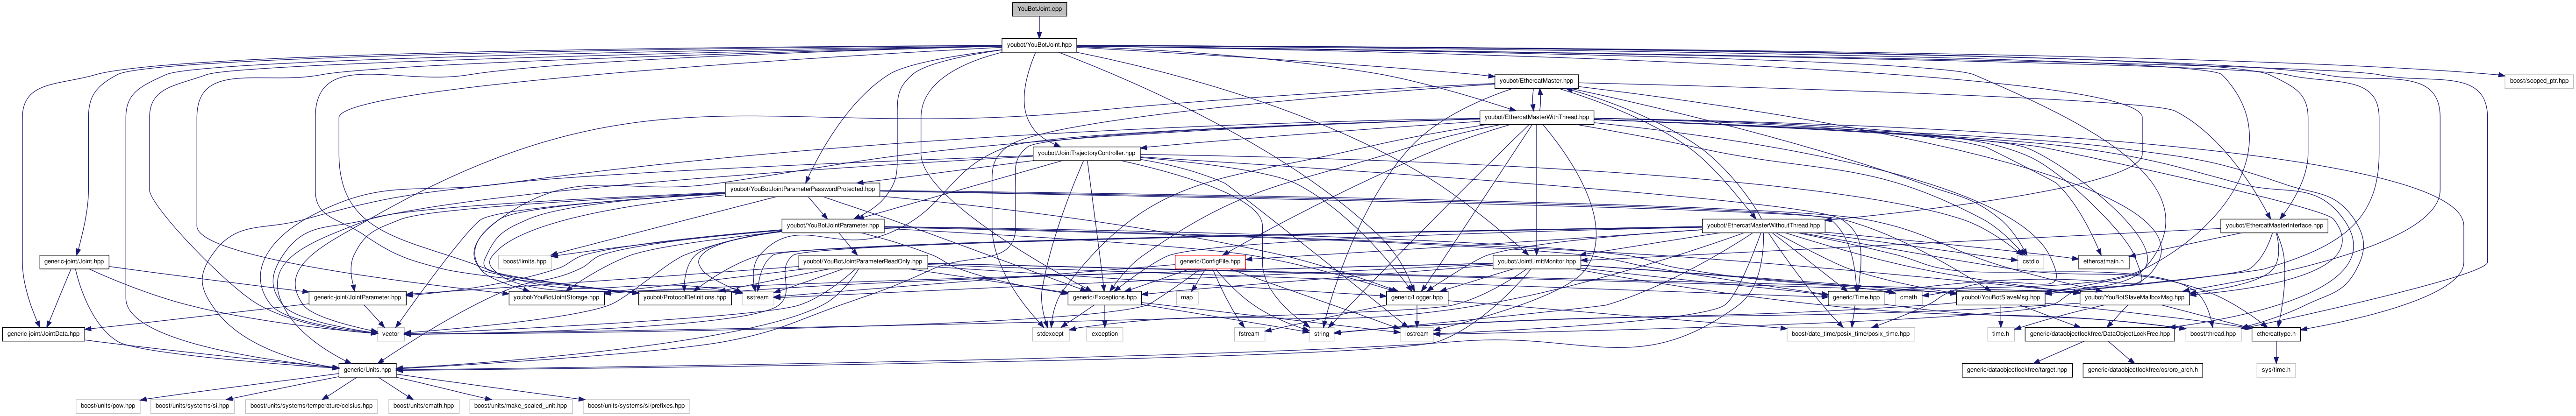 YouBotJoint.cpp
youbot/YouBotJoint.hpp
youbot/EthercatMaster.hpp
boost/scoped_ptr.hpp
youbot/EthercatMasterWithThread.hpp
youbot/JointTrajectoryController.hpp
youbot/YouBotJointParameterPasswordProtected.hpp
youbot/YouBotJointParameter.hpp
youbot/EthercatMasterWithoutThread.hpp
youbot/EthercatMasterInterface.hpp
generic-joint/Joint.hpp
boost/limits.hpp
youbot/YouBotJointParameterReadOnly.hpp
generic/ConfigFile.hpp
youbot/JointLimitMonitor.hpp
cstdio
ethercatmain.h
generic-joint/JointParameter.hpp
youbot/YouBotJointStorage.hpp
youbot/ProtocolDefinitions.hpp
sstream
generic/Exceptions.hpp
map
generic/Logger.hpp
generic/Time.hpp
cmath
youbot/YouBotSlaveMsg.hpp
youbot/YouBotSlaveMailboxMsg.hpp
generic-joint/JointData.hpp
vector
stdexcept
exception
fstream
string
iostream
boost/date_time/posix_time/posix_time.hpp
time.h
generic/dataobjectlockfree/DataObjectLockFree.hpp
boost/thread.hpp
ethercattype.h
generic/Units.hpp
generic/dataobjectlockfree/target.hpp
generic/dataobjectlockfree/os/oro_arch.h
sys/time.h
boost/units/pow.hpp
boost/units/systems/si.hpp
boost/units/systems/temperature/celsius.hpp
boost/units/cmath.hpp
boost/units/make_scaled_unit.hpp
boost/units/systems/si/prefixes.hpp